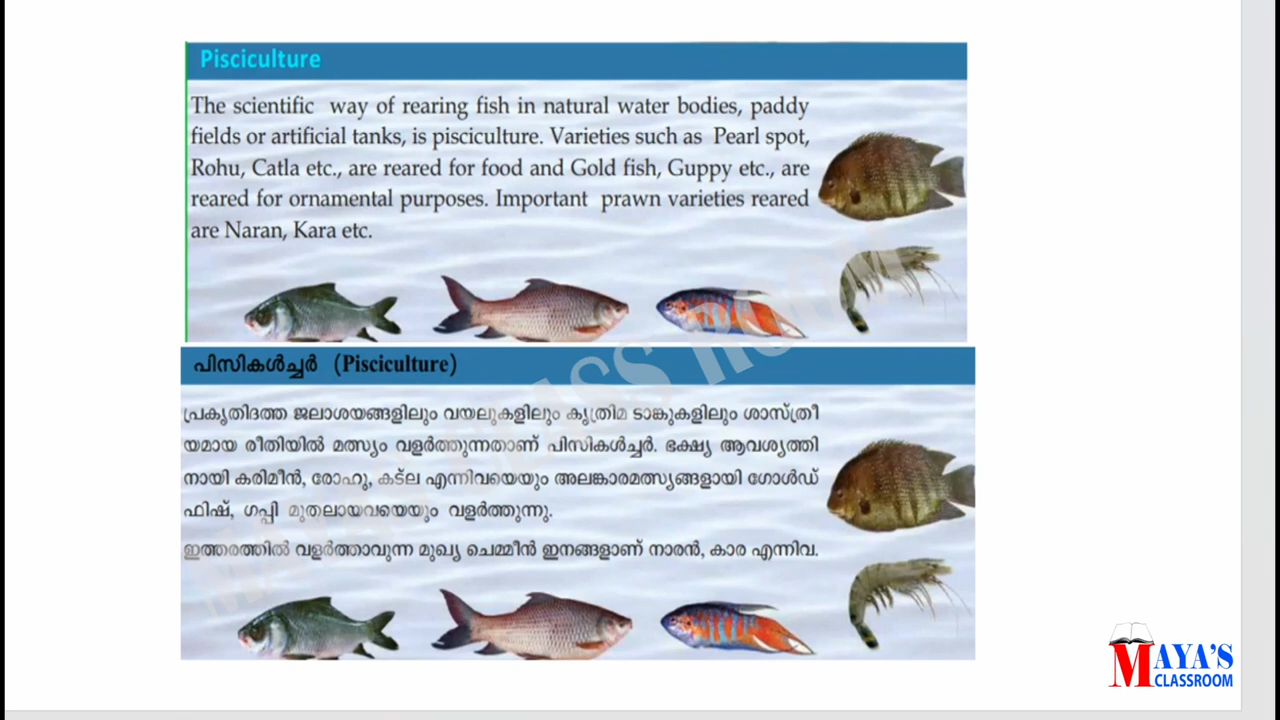 Pisciculture
The scientific way of rearing fish in natural water bodies, paddy
fields or artificial tanks, is pisciculture. Varieties such as Pearl spot,
Rohu, Catla etc., are reared for food and Gold fish, Guppy etc., are
reared for ornamental purposes. Important prawn varieties reared
are Naran, Kara etc.
പിസികൾച്ചർ (Pisciculture)
പ്രകൃതിദത്ത ജലാശയങ്ങളിലും വയലുകളിലും കൃത്രിമ ടാങ്കുകളിലും ശാസ്ത്രീ
യമായ രീതിയിൽ മത്സ്യം വളർത്തുന്നതാണ് പിസികൾച്ചർ. ഭക്ഷ്യ ആവശ്യത്തി
നായി കരിമീൻ, രോഹു, കട്‌ല എന്നിവയെയും അലങ്കാരമത്സ്യങ്ങളായി ഗോൾഡ്
ഫിഷ്, ഗപ്പി മുതലായവയെയും വളർത്തുന്നു.
ഇത്തരത്തിൽ വളർത്താവുന്ന മുഖ്യ ചെമ്മീൻ ഇനങ്ങളാണ് നാരൻ, കാര എന്നിവ.
MAYA'S
CLASSROOM